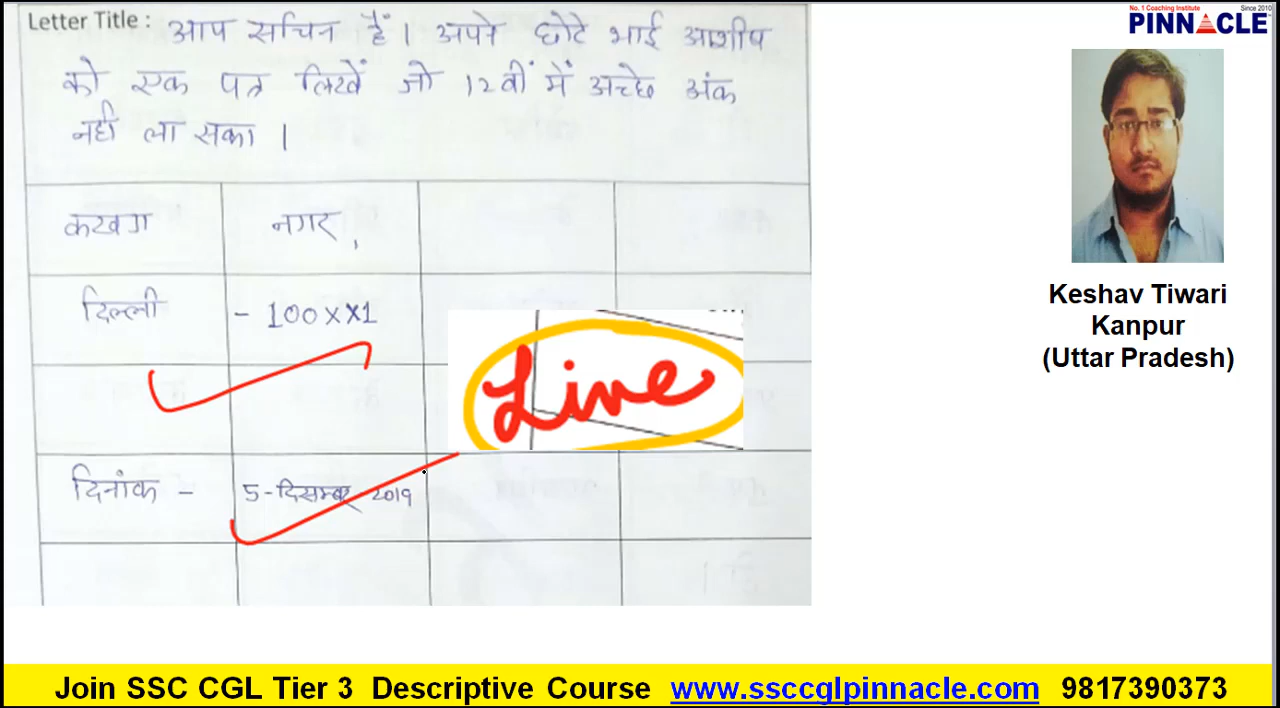 Letter Title : आप सचिन हैं। अपने छोटे भाई आशीष
को एक पत्र लिखें जो 12वीं में अच्छे अंक
नहीं ला सका।
कखग नगर,
दिल्ली - 100XX1
Line
दिनांक - 5-दिसम्बर-2019
No. 1 Coaching Institute Since 2010
PINNACLE
Keshav Tiwari
Kanpur
(Uttar Pradesh)
Join SSC CGL Tier 3 Descriptive Course www.ssccglpinnacle.com 9817390373